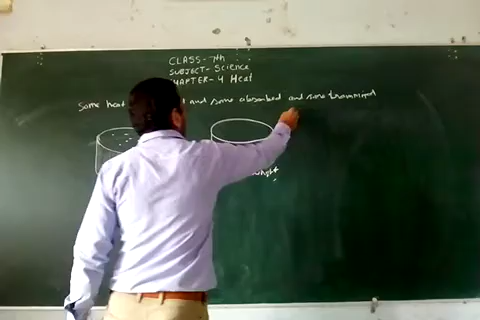 CLASS- 7th
SUBJECT- Science
CHAPTER- 4 Heat
Some heat and some absorbed and some transmitted